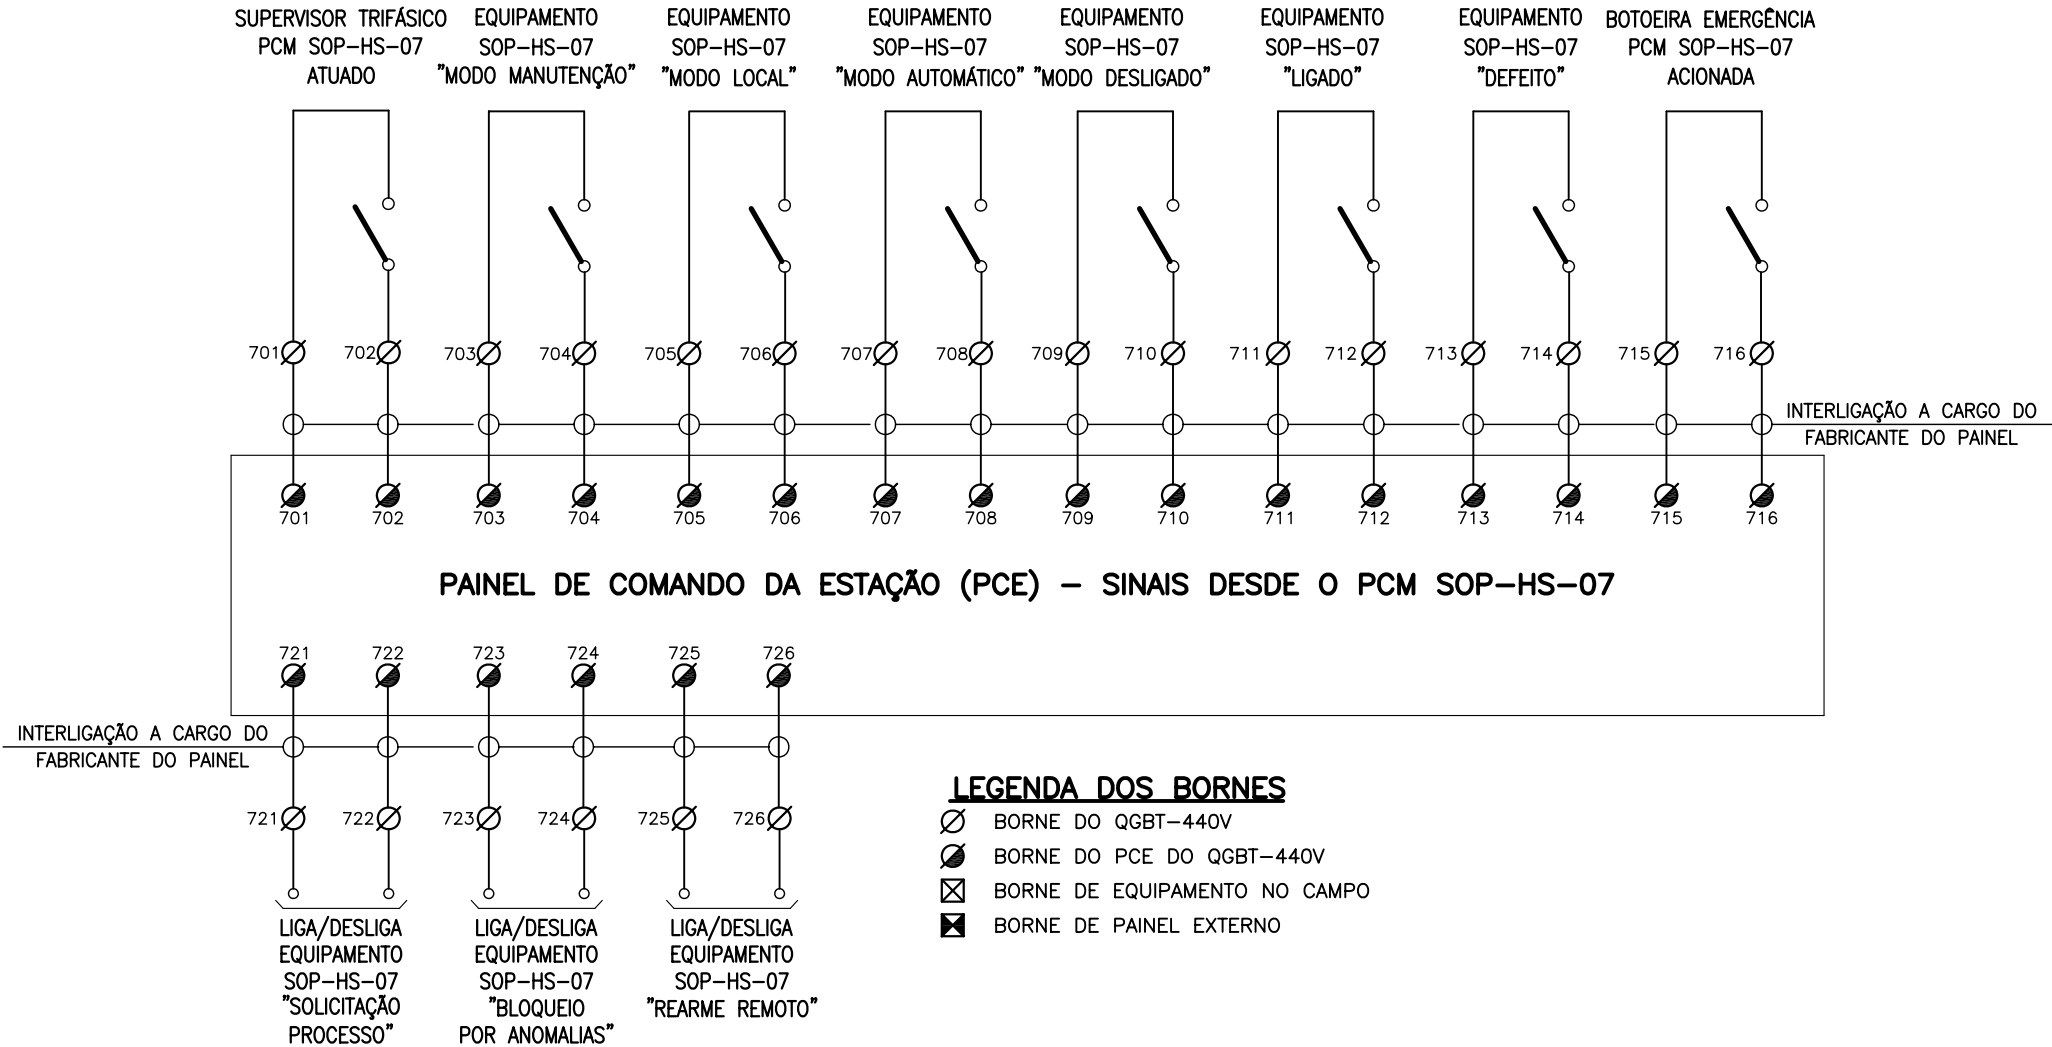 SUPERVISOR TRIFÁSICO
PCM SOP-HS-07
ATUADO
EQUIPAMENTO
SOP-HS-07
"MODO MANUTENÇÃO"
EQUIPAMENTO
SOP-HS-07
"MODO LOCAL"
EQUIPAMENTO
SOP-HS-07
"MODO AUTOMÁTICO"
EQUIPAMENTO
SOP-HS-07
"MODO DESLIGADO"
EQUIPAMENTO
SOP-HS-07
"LIGADO"
EQUIPAMENTO
SOP-HS-07
"DEFEITO"
BOTOEIRA EMERGÊNCIA
PCM SOP-HS-07
ACIONADA
701 702 703 704 705 706 707 708 709 710 711 712 713 714 715 716
INTERLIGAÇÃO A CARGO DO
FABRICANTE DO PAINEL
701 702 703 704 705 706 707 708 709 710 711 712 713 714 715 716
PAINEL DE COMANDO DA ESTAÇÃO (PCE) - SINAIS DESDE O PCM SOP-HS-07
721 722 723 724 725 726
INTERLIGAÇÃO A CARGO DO
FABRICANTE DO PAINEL
721 722 723 724 725 726
LIGA/DESLIGA
EQUIPAMENTO
SOP-HS-07
"SOLICITAÇÃO
PROCESSO"
LIGA/DESLIGA
EQUIPAMENTO
SOP-HS-07
"BLOQUEIO
POR ANOMALIAS"
LIGA/DESLIGA
EQUIPAMENTO
SOP-HS-07
"REARME REMOTO"
LEGENDA DOS BORNES
BORNE DO QGBT-440V
BORNE DO PCE DO QGBT-440V
BORNE DE EQUIPAMENTO NO CAMPO
BORNE DE PAINEL EXTERNO